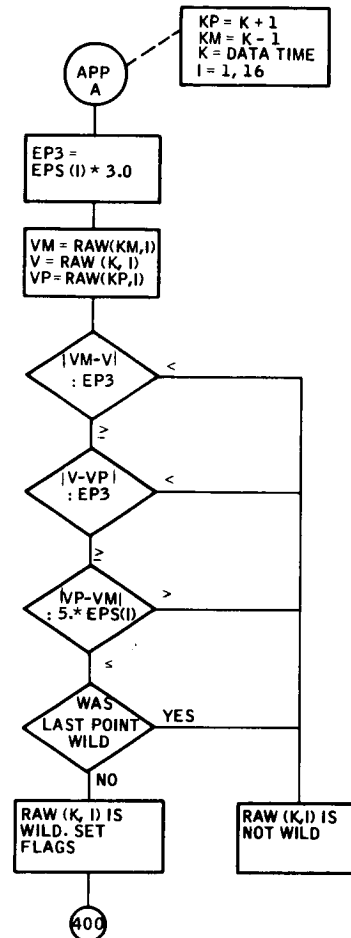 KP = K + 1
KM = K - 1
K = DATA TIME
I = 1, 16
APP
A
EP3 =
EPS (I) * 3.0
VM = RAW(KM,I)
V = RAW (K, I)
VP = RAW(KP,I)
|VM-V|
: EP3
<
≥
|V-VP|
: EP3
<
≥
|VP-VM|
: 5.* EPS(I)
>
≤
WAS
LAST POINT
WILD
YES
NO
RAW (K, I) IS
WILD. SET
FLAGS
RAW (K,I) IS
NOT WILD
400